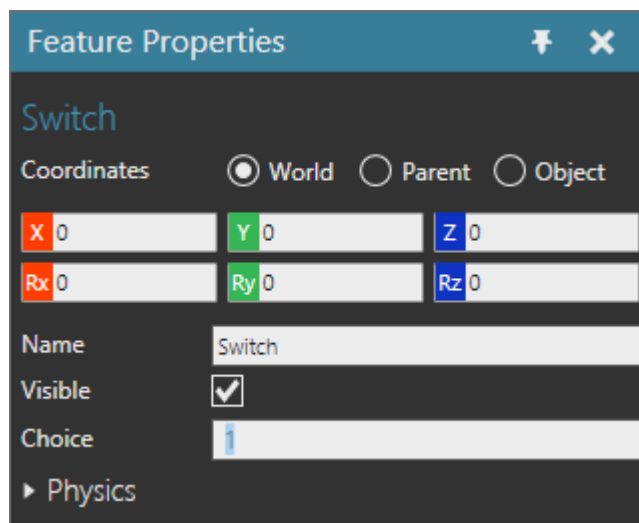 Feature Properties
Switch
Coordinates World Parent Object
X 0 Y 0 Z 0
Rx 0 Ry 0 Rz 0
Name Switch
Visible
Choice 1
Physics